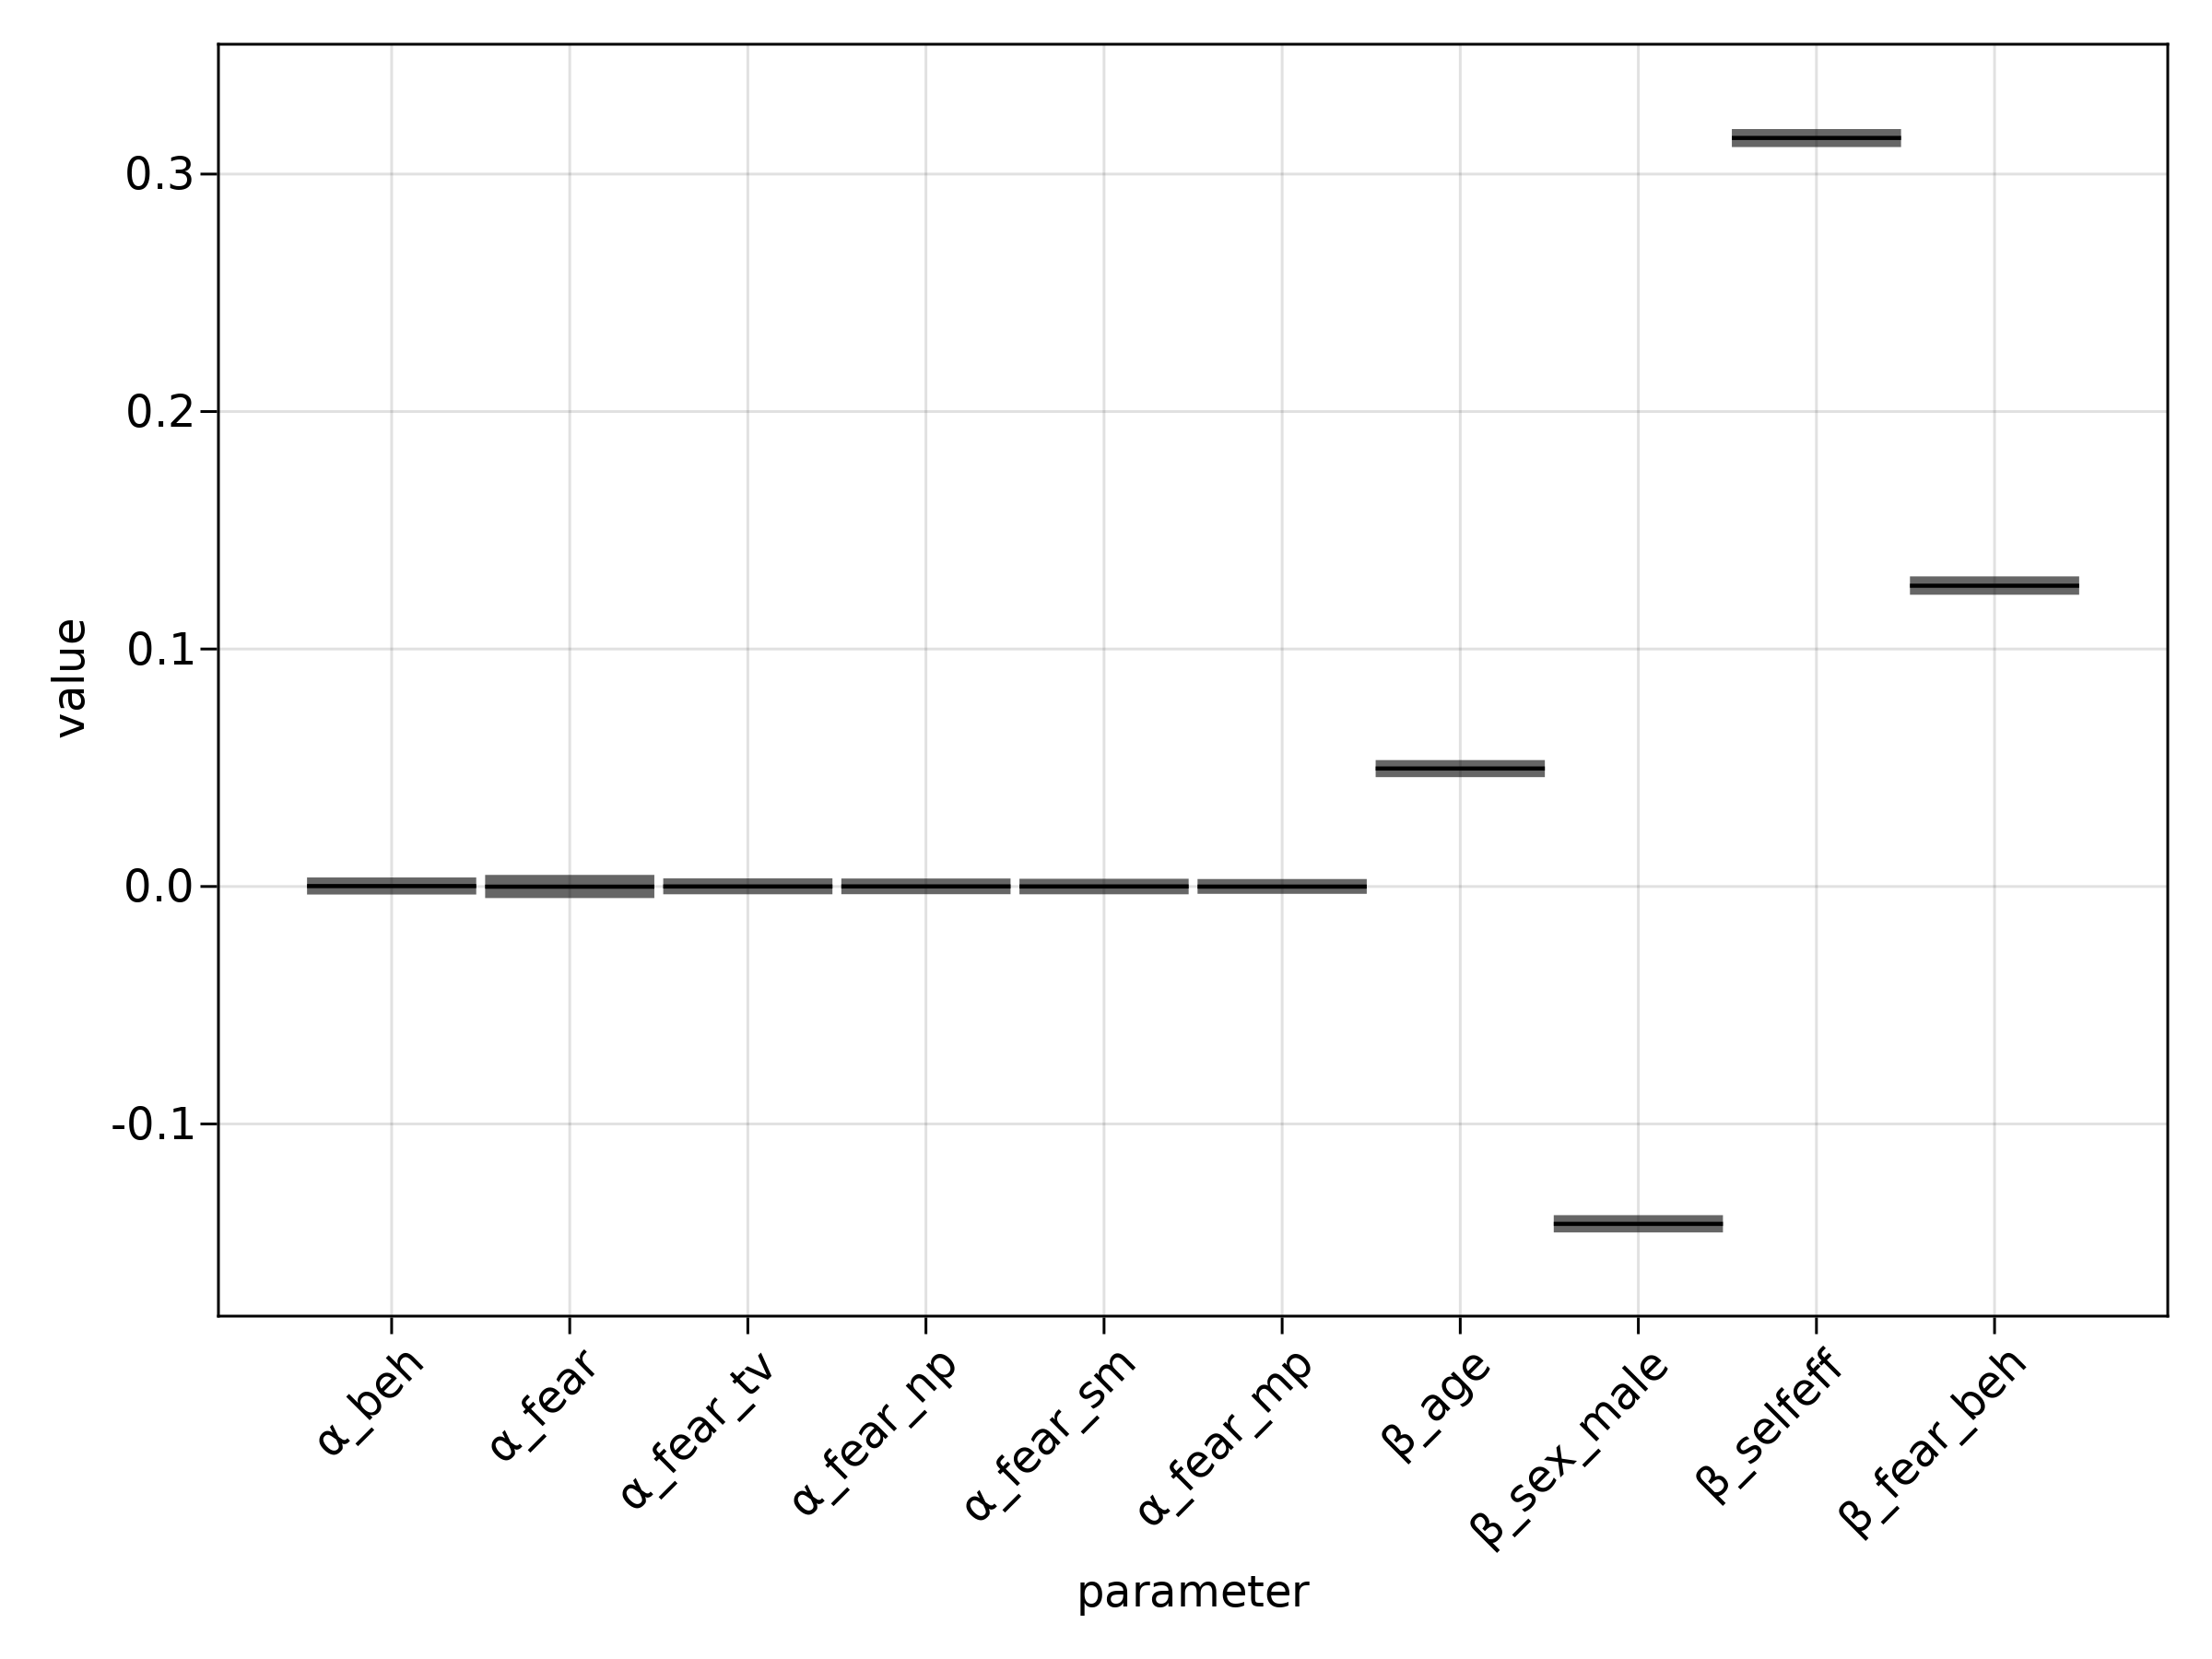 value
0.3
0.2
0.1
0.0
-0.1
α_beh
α_fear
α_fear_tv
α_fear_np
α_fear_sm
α_fear_mp
β_age
β_sex_male
β_selfeff
β_fear_beh
parameter